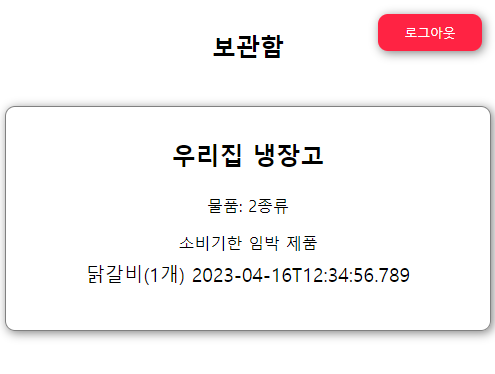 로그아웃
보관함
우리집 냉장고
물품: 2종류
소비기한 임박 제품
닭갈비(1개) 2023-04-16T12:34:56.789